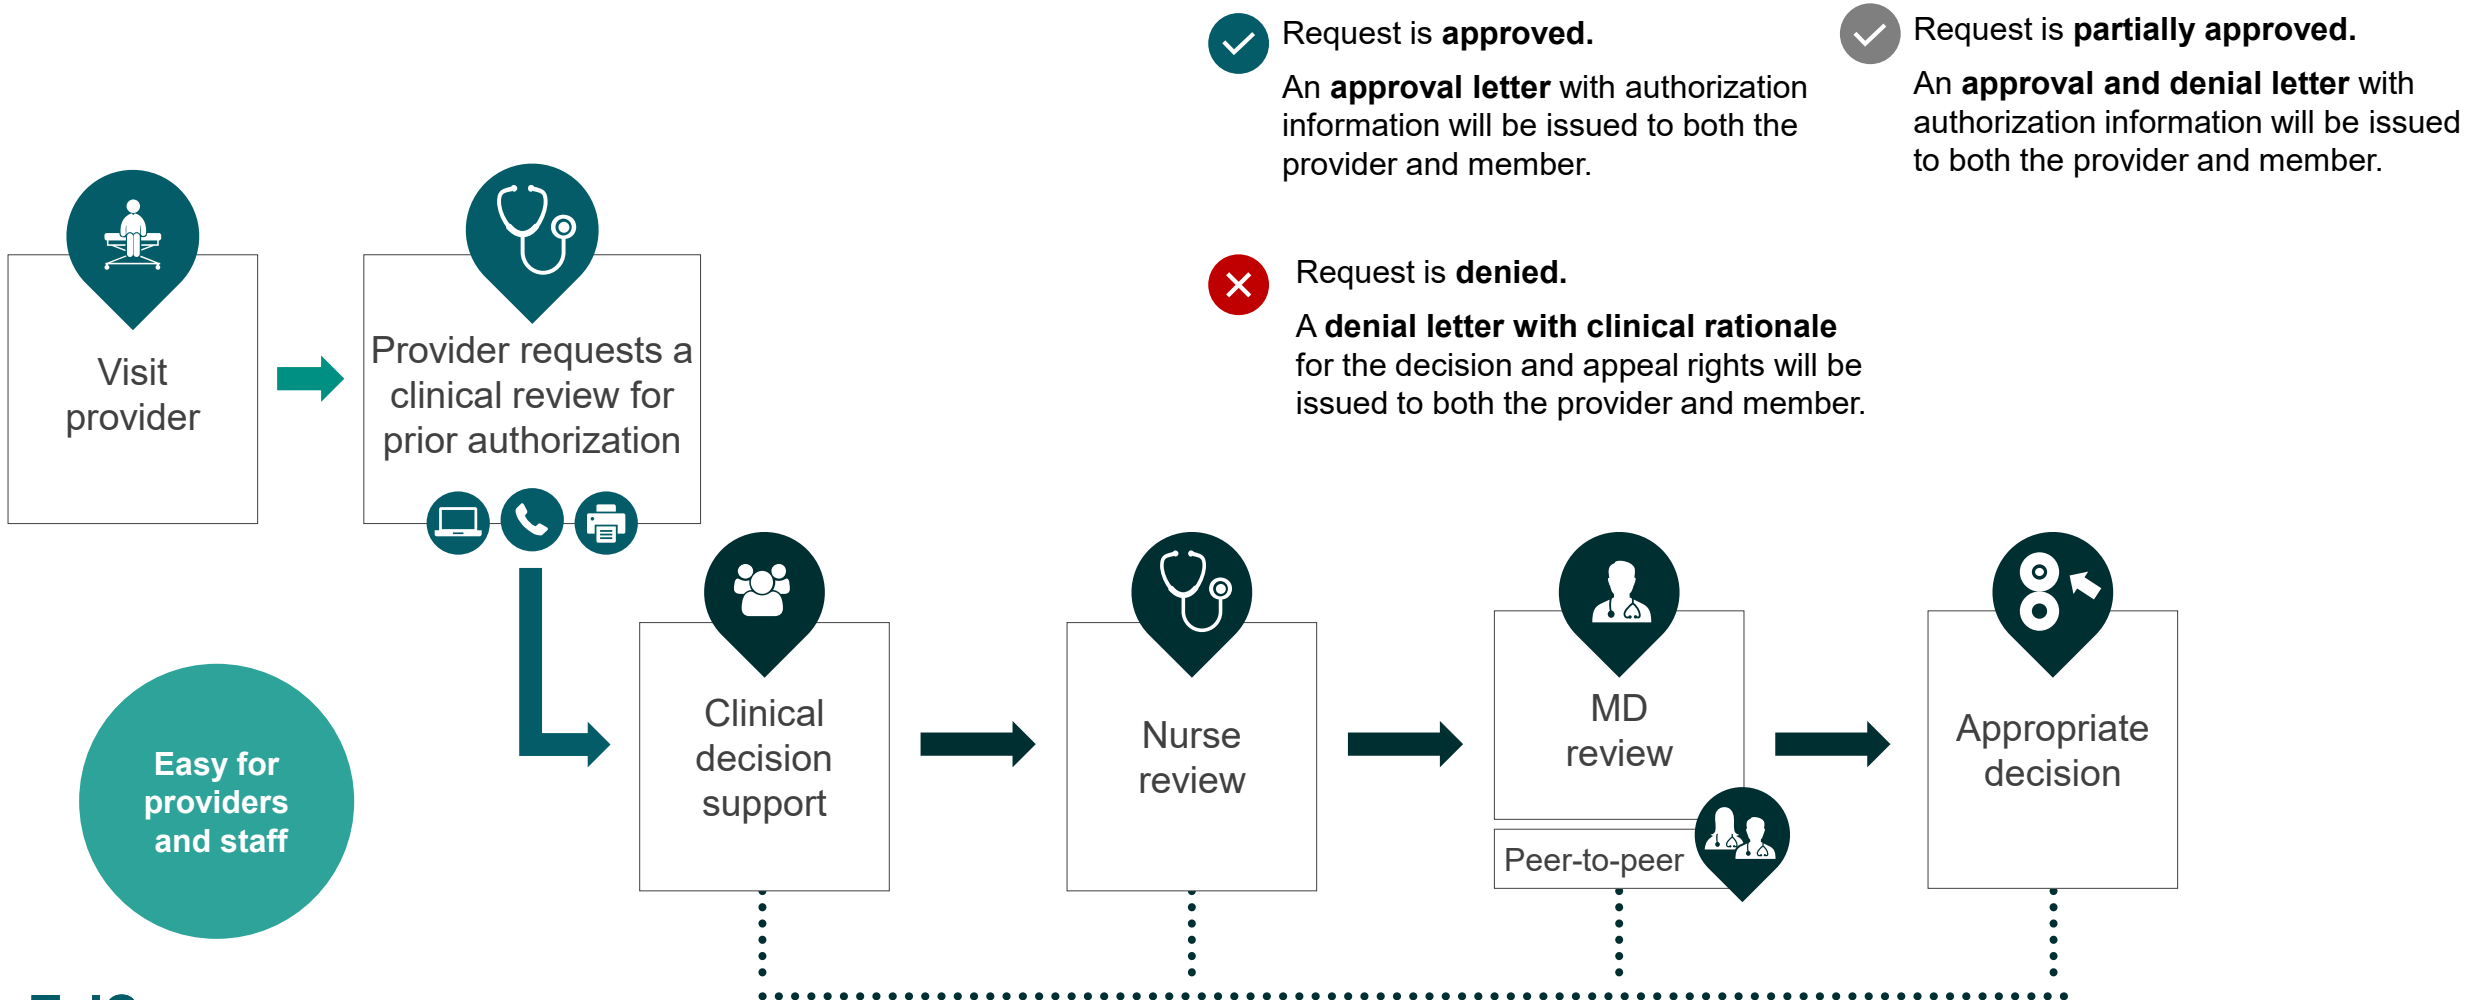 Request is approved.
An approval letter with authorization
information will be issued to both the
provider and member.
Request is partially approved.
An approval and denial letter with
authorization information will be issued
to both the provider and member.
Request is denied.
A denial letter with clinical rationale
for the decision and appeal rights will be
issued to both the provider and member.
Visit
provider
Provider requests a
clinical review for
prior authorization
Easy for
providers
and staff
Clinical
decision
support
Nurse
review
MD
review
Peer-to-peer
Appropriate
decision